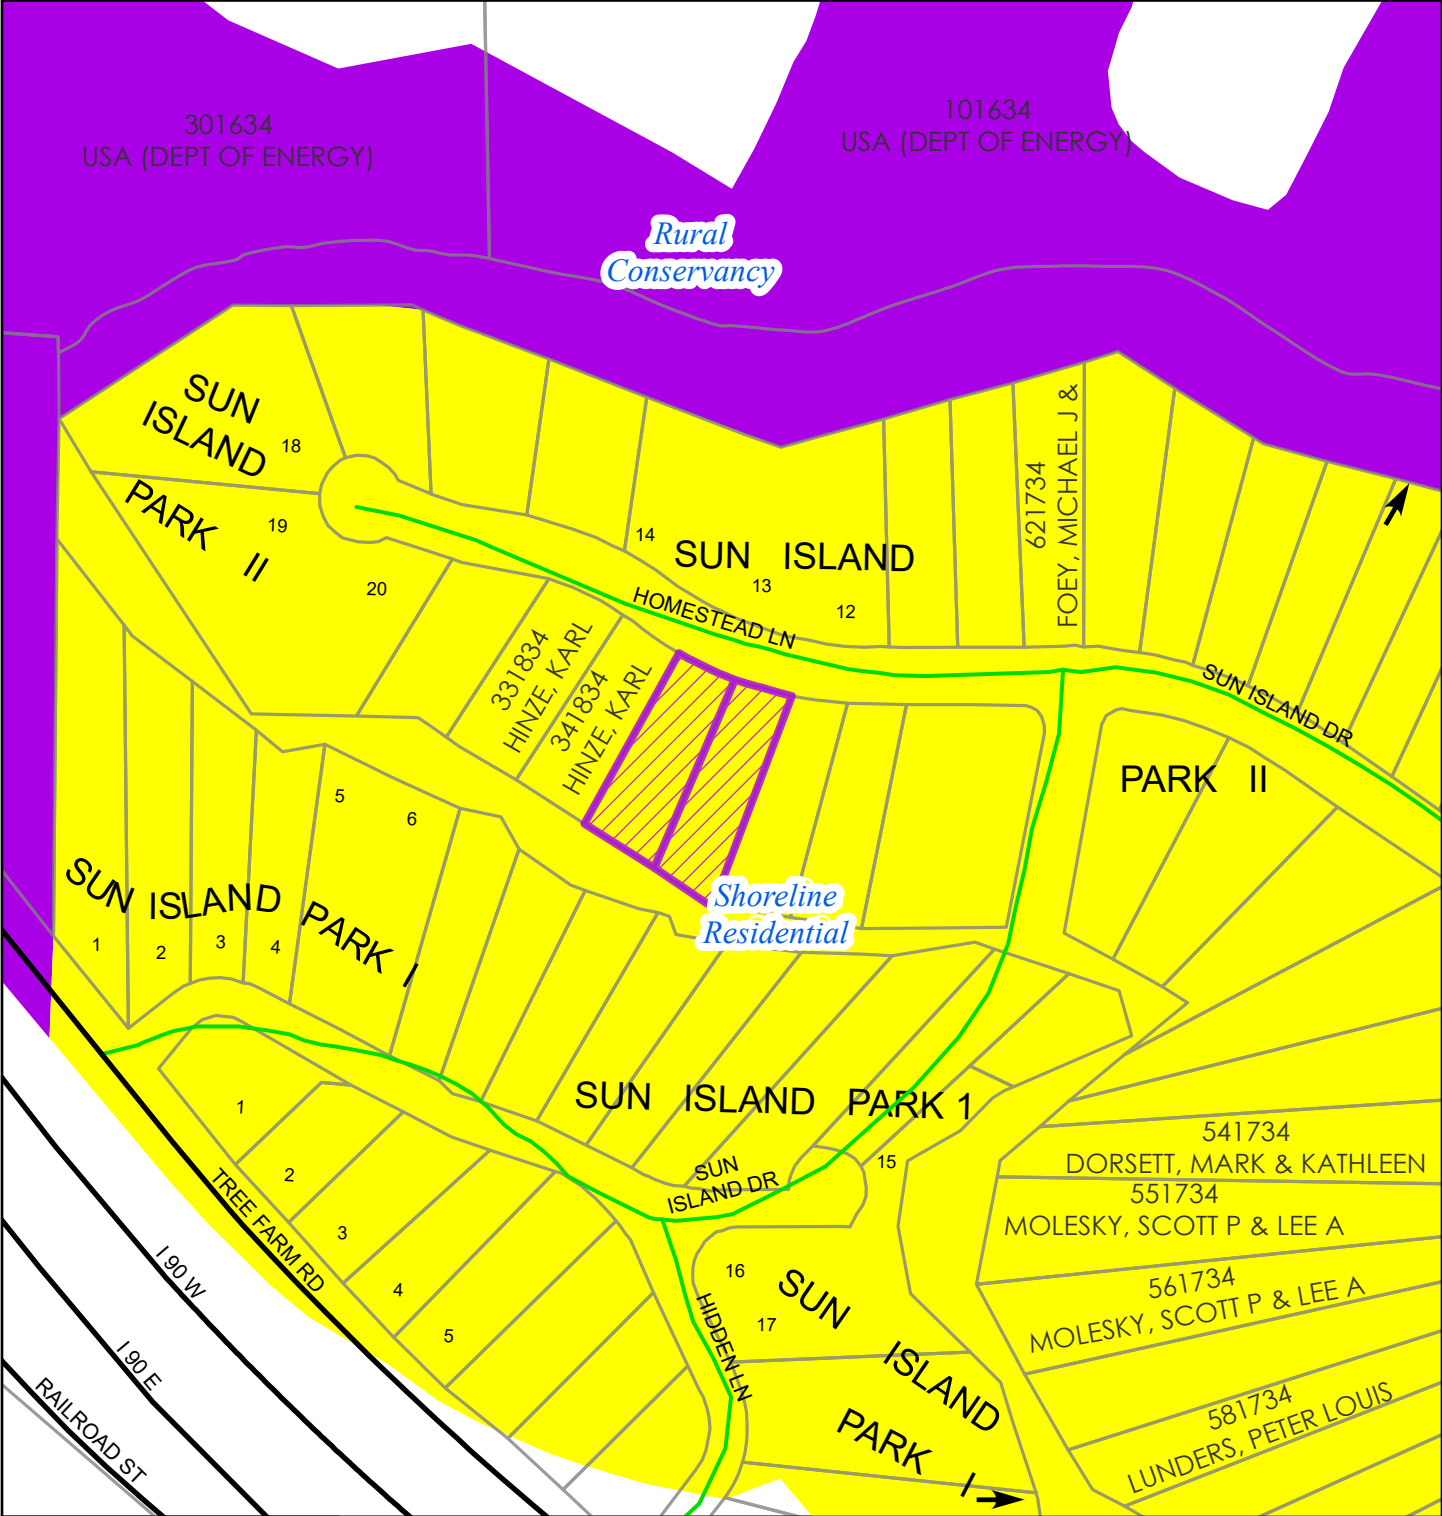 301634
USA (DEPT OF ENERGY)
101634
USA (DEPT OF ENERGY)
Rural
Conservancy
SUN
ISLAND
18
PARK II
19
20
14
SUN ISLAND
13
12
HOMESTEAD LN
621734
FOEY, MICHAEL J &
331834
HINZE, KARL
341834
HINZE, KARL
SUN ISLAND DR
PARK II
5
6
SUN ISLAND PARK I
1
2
3
4
Shoreline
Residential
SUN ISLAND PARK 1
1
2
3
4
5
15
SUN
ISLAND DR
541734
DORSETT, MARK & KATHLEEN
551734
MOLESKY, SCOTT P & LEE A
561734
MOLESKY, SCOTT P & LEE A
581734
LUNDERS, PETER LOUIS
16
17
SUN ISLAND
PARK I
HIDDEN LN
TREE FARM RD
I 90 W
I 90 E
RAILROAD ST